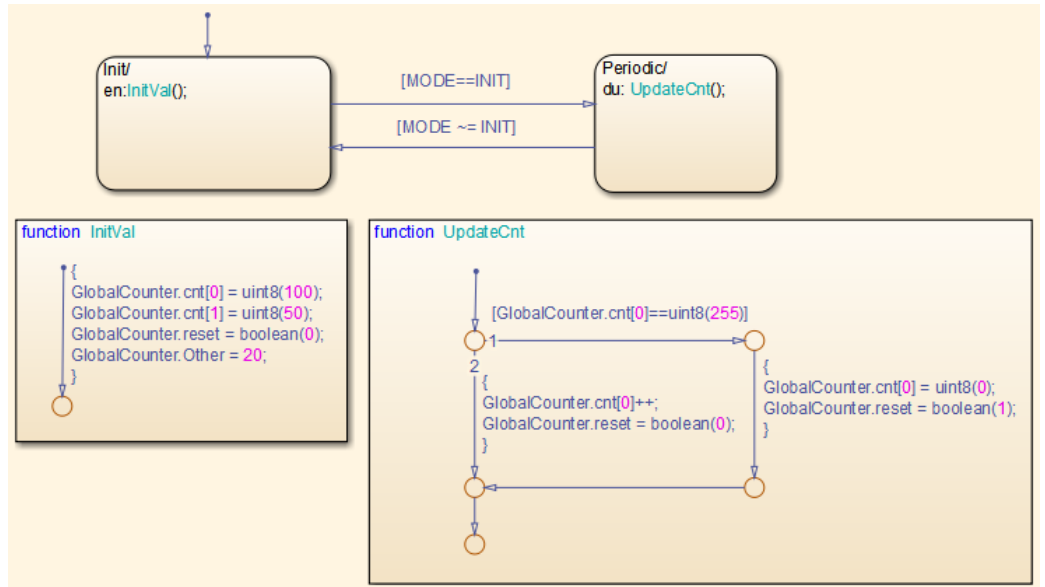 Init/
en:InitVal();
[MODE==INIT]
[MODE ~= INIT]
Periodic/
du: UpdateCnt();
function InitVal
{
GlobalCounter.cnt[0] = uint8(100);
GlobalCounter.cnt[1] = uint8(50);
GlobalCounter.reset = boolean(0);
GlobalCounter.Other = 20;
}
function UpdateCnt
[GlobalCounter.cnt[0]==uint8(255)]
1
2
{
GlobalCounter.cnt[0]++;
GlobalCounter.reset = boolean(0);
}
{
GlobalCounter.cnt[0] = uint8(0);
GlobalCounter.reset = boolean(1);
}